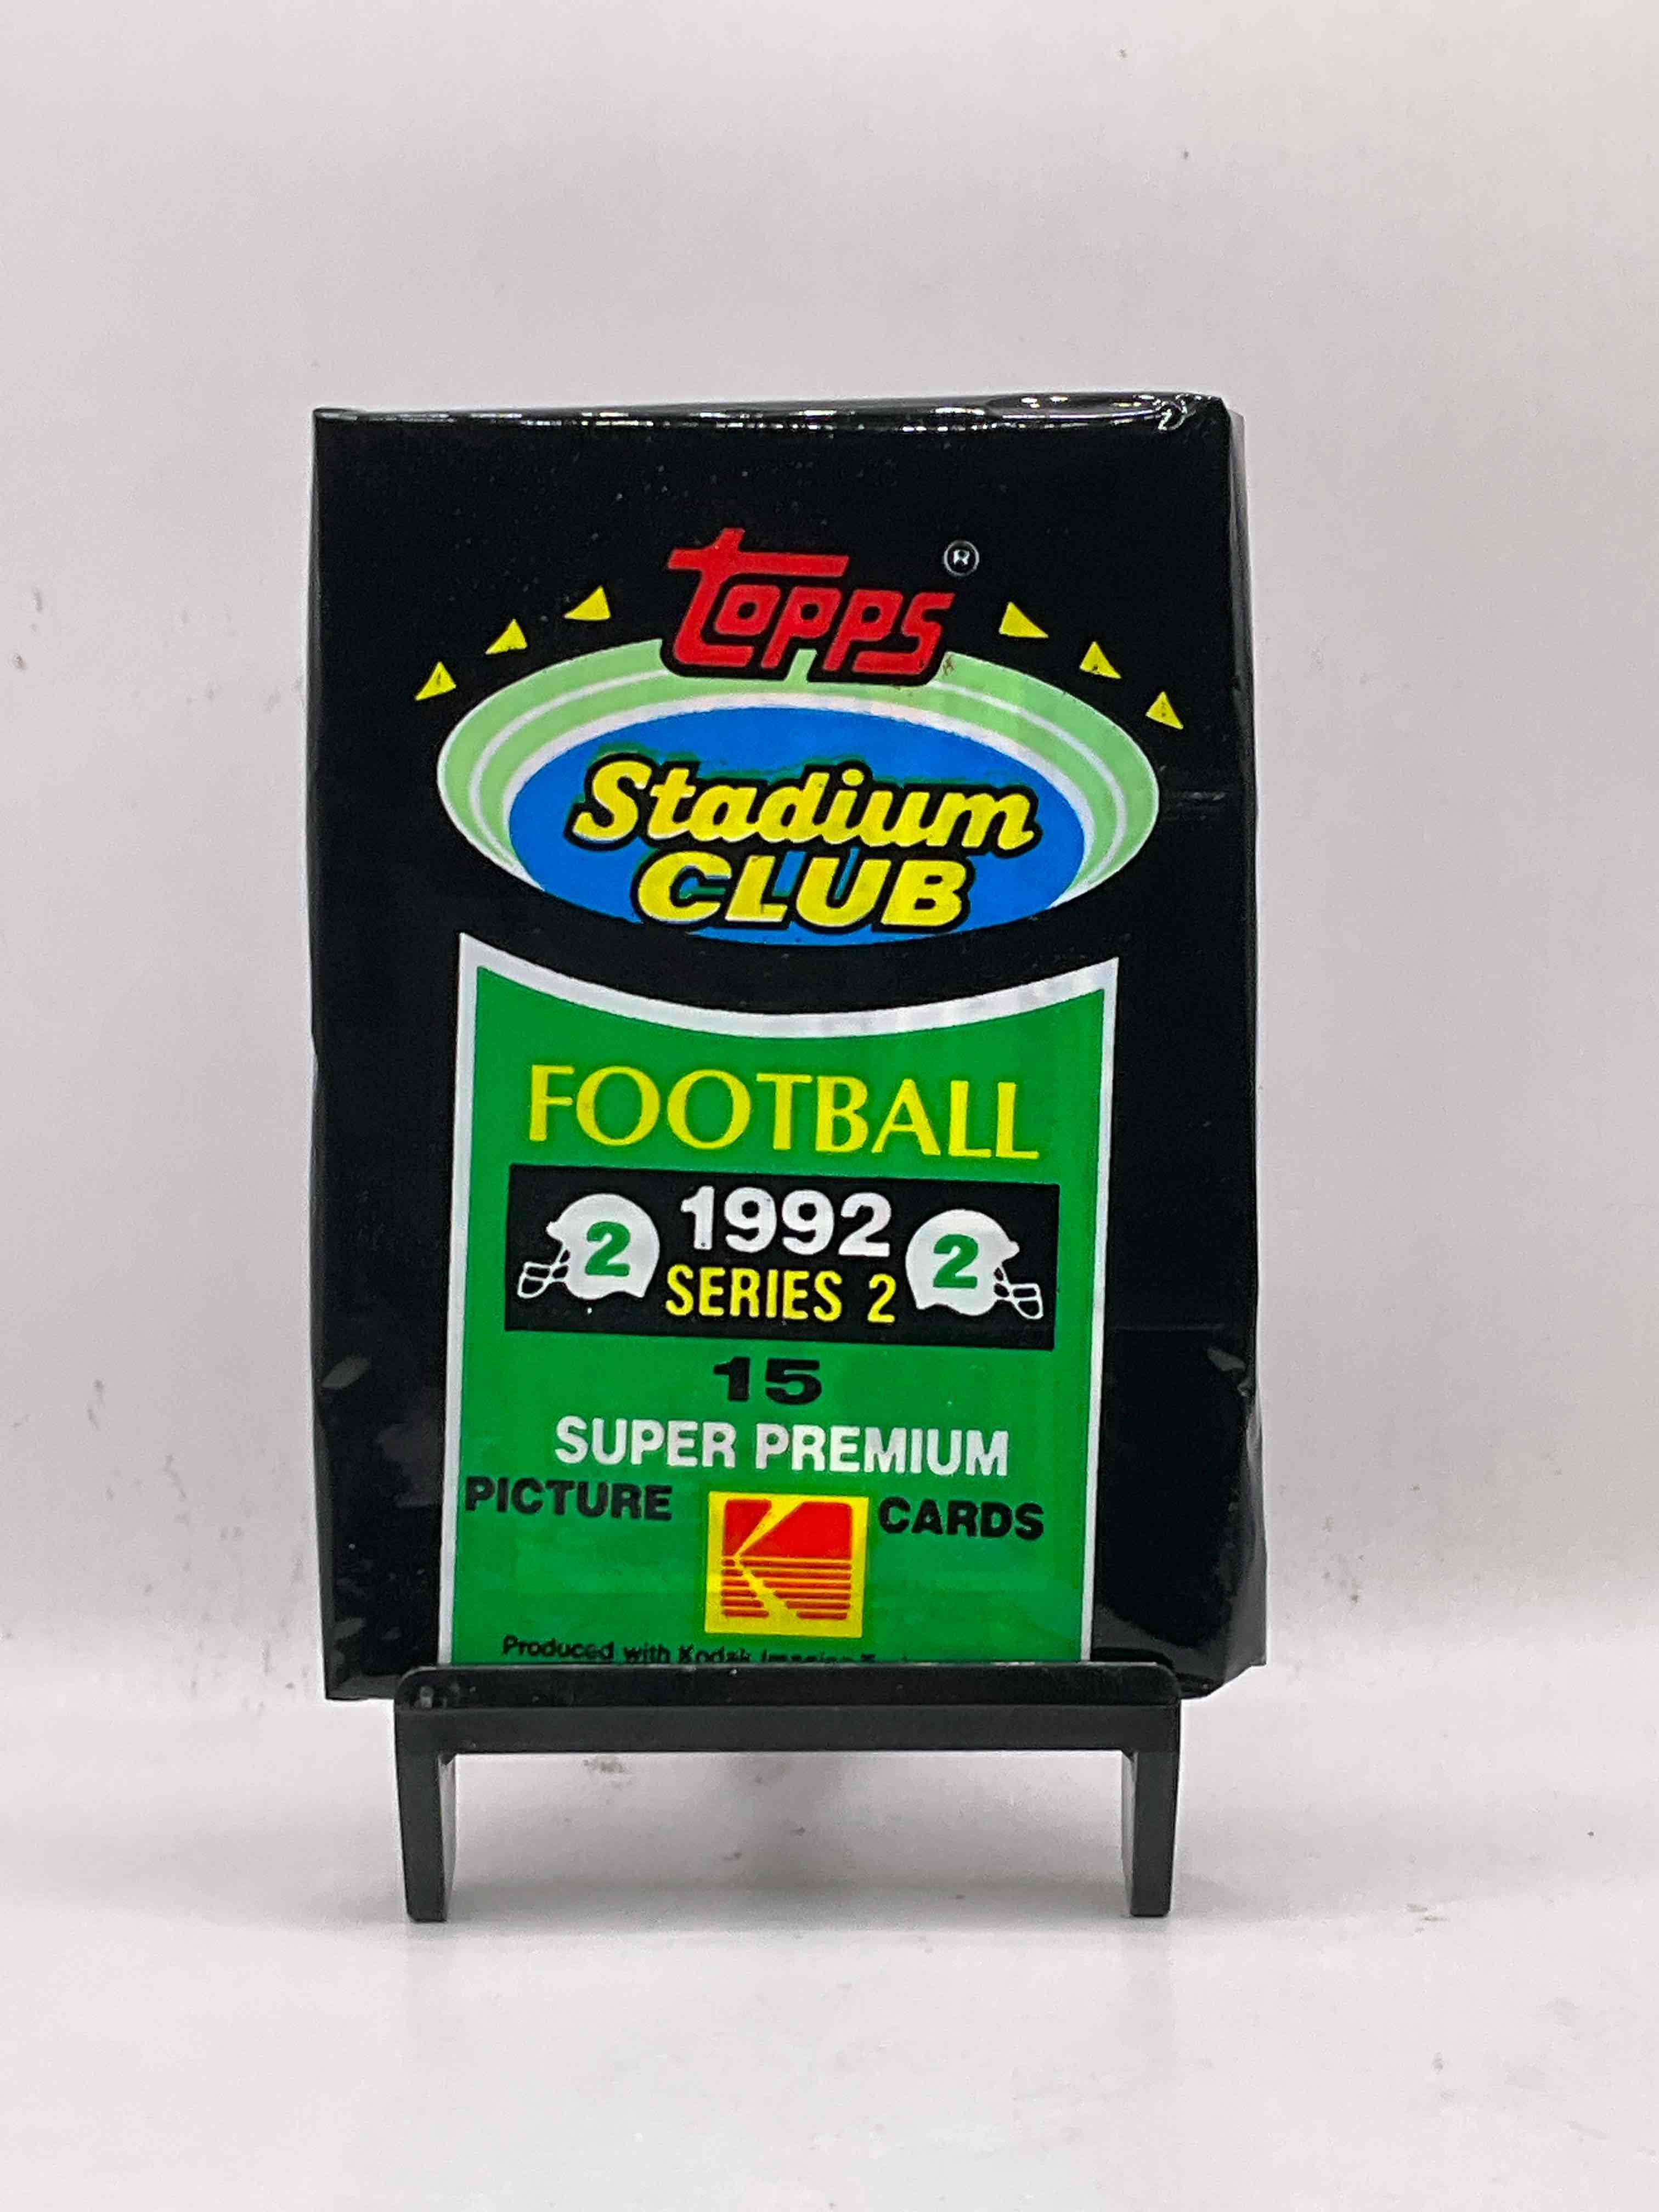 Topps ®
Stadium
CLUB
FOOTBALL
2 1992 2
SERIES 2
15
SUPER PREMIUM
PICTURE CARDS
Produced with Kodak